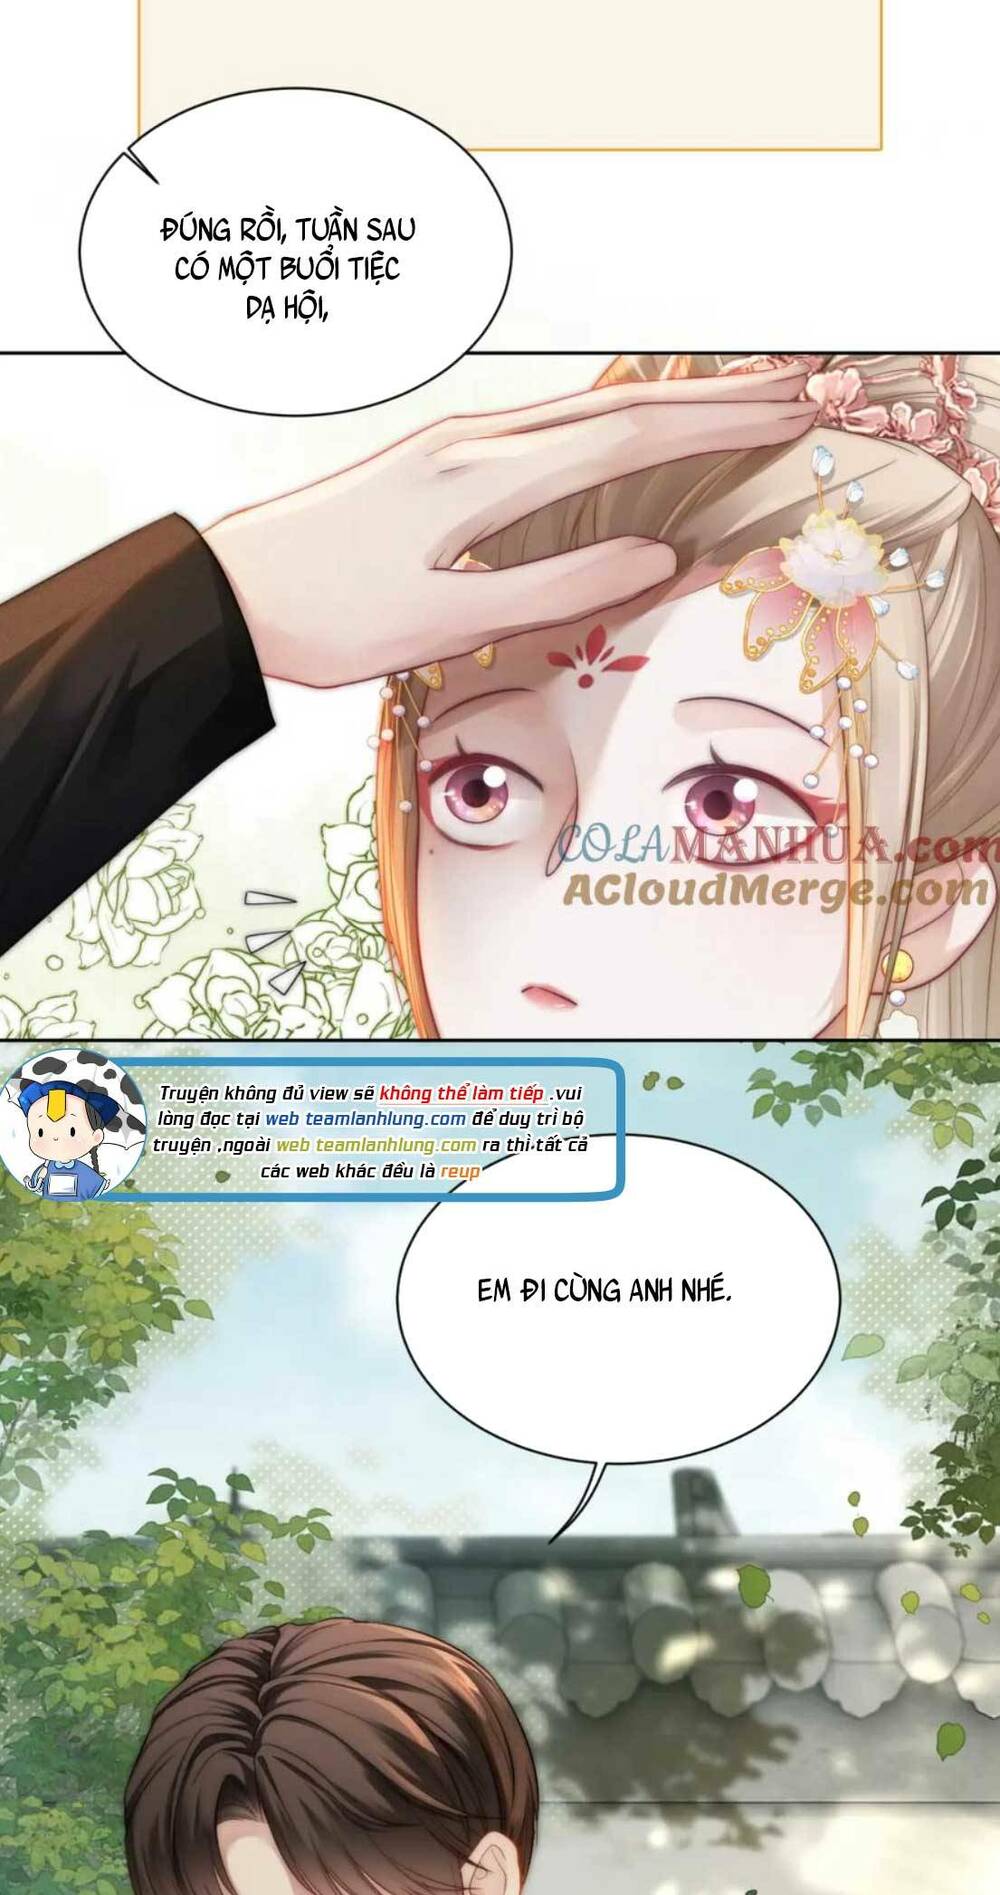 ĐÚNG RỒI, TUẦN SAU
CÓ MỘT BUỔI TIỆC
DẠ HỘI,
COLAMANHUA.com
ACloudMerge.com
Truyện không đủ view sẽ không thể làm tiếp .vui
lòng đọc tại web teamlanhlung.com để duy trì bộ
truyện ,ngoài web teamlanhlung.com ra thì tất cả
các web khác đều là reup
EM ĐI CÙNG ANH NHÉ.